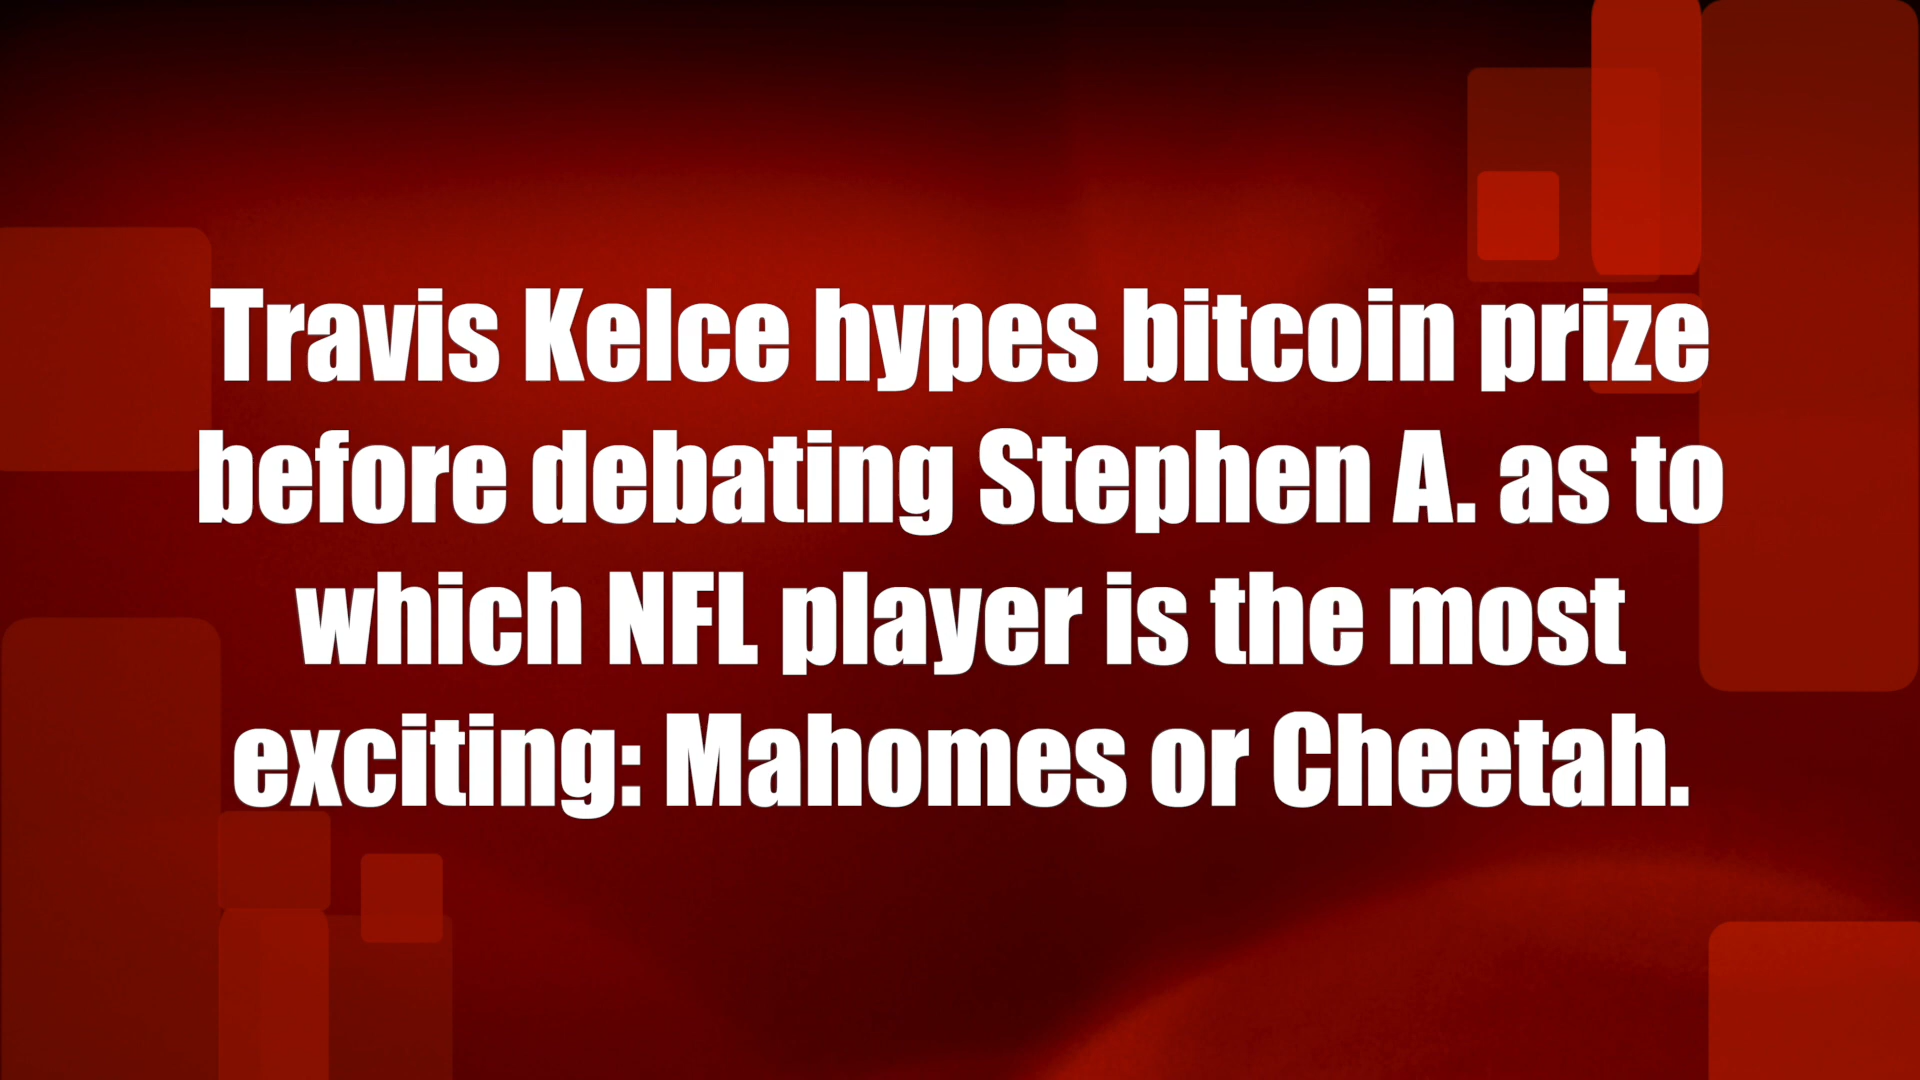 Travis Kelce hypes bitcoin prize
before debating Stephen A. as to
which NFL player is the most
exciting: Mahomes or Cheetah.